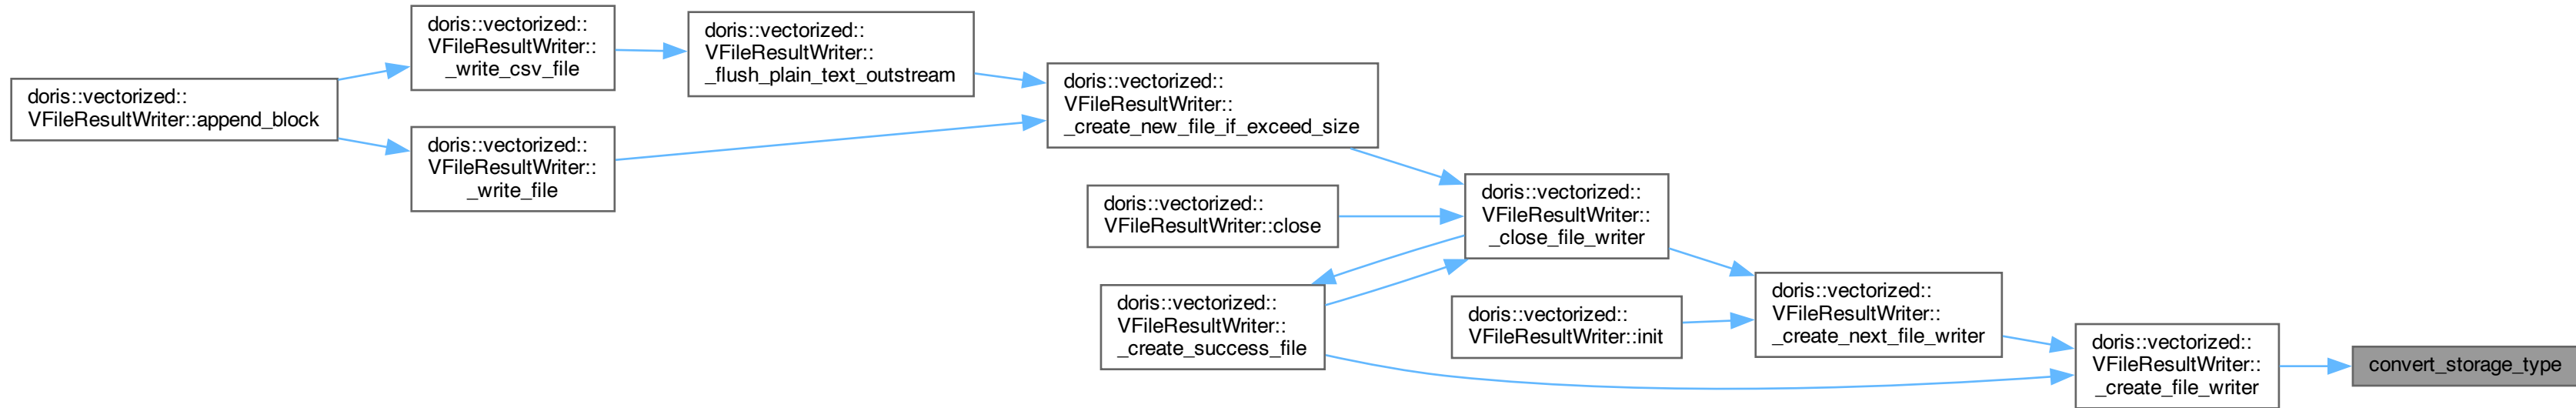 doris::vectorized::
VFileResultWriter::append_block
doris::vectorized::
VFileResultWriter::
_write_csv_file
doris::vectorized::
VFileResultWriter::
_write_file
doris::vectorized::
VFileResultWriter::
_flush_plain_text_outstream
doris::vectorized::
VFileResultWriter::
_create_new_file_if_exceed_size
doris::vectorized::
VFileResultWriter::close
doris::vectorized::
VFileResultWriter::
_create_success_file
doris::vectorized::
VFileResultWriter::
_close_file_writer
doris::vectorized::
VFileResultWriter::init
doris::vectorized::
VFileResultWriter::
_create_next_file_writer
doris::vectorized::
VFileResultWriter::
_create_file_writer
convert_storage_type